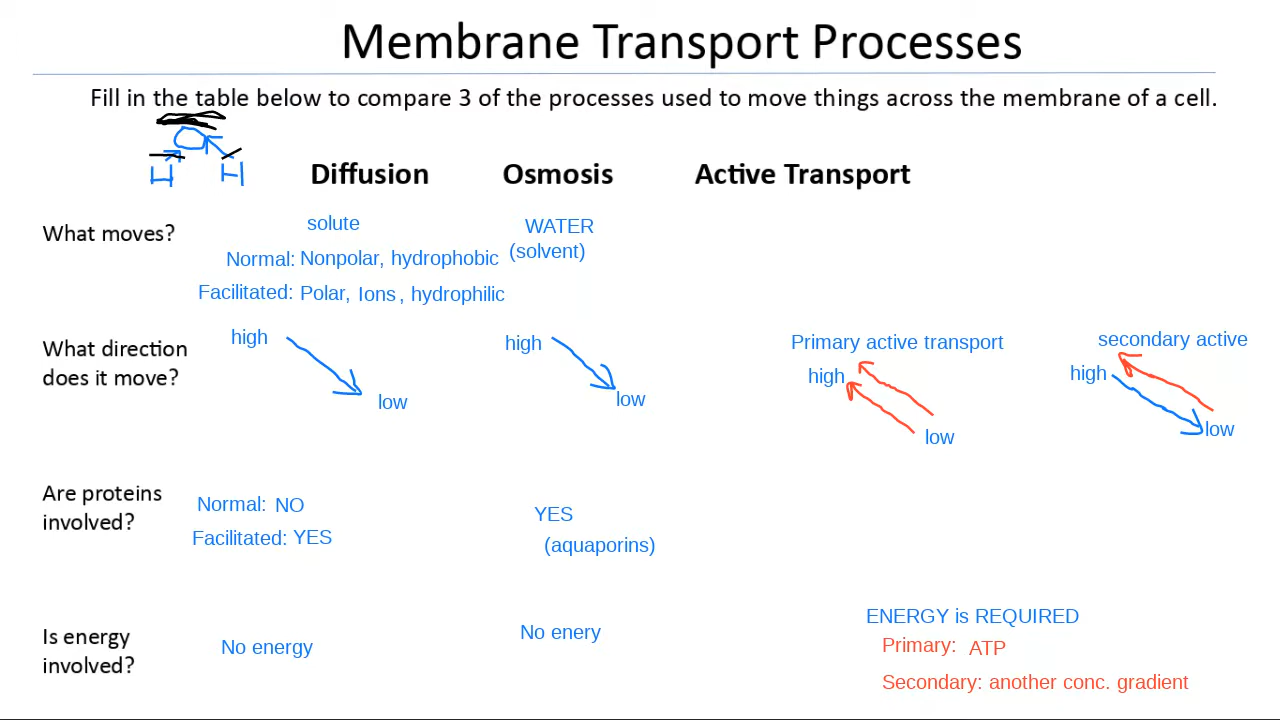 Membrane Transport Processes
Fill in the table below to compare 3 of the processes used to move things across the membrane of a cell.
H H
Diffusion Osmosis Active Transport
What moves?
solute
Normal: Nonpolar, hydrophobic
Facilitated: Polar, Ions, hydrophilic
WATER
(solvent)
What direction
does it move?
high
low
high
low
Primary active transport
high
low
secondary active
high
low
Are proteins
involved?
Normal: NO
Facilitated: YES
YES
(aquaporins)
Is energy
involved?
No energy
No enery
ENERGY is REQUIRED
Primary: ATP
Secondary: another conc. gradient